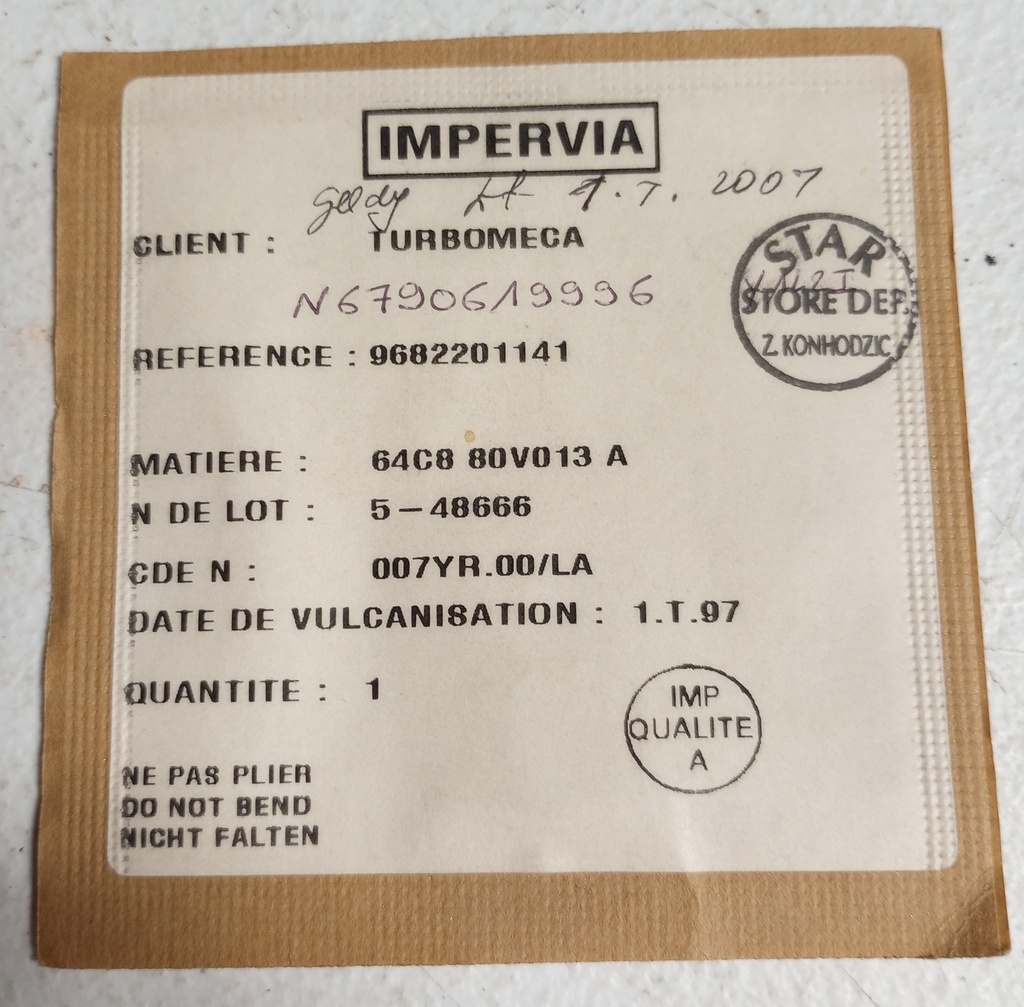 IMPERVIA
1.T. 2007
CLIENT : TURBOMECA
N6790619996
REFERENCE : 9682201141
STAR
STORE DEP.
Z. KONHODZIC
MATIERE : 64C8 80V013 A
N DE LOT : 5-48666
CDE N : 007YR.00/LA
DATE DE VULCANISATION : 1.T.97
QUANTITE : 1
IMP
QUALITE
A
NE PAS PLIER
DO NOT BEND
NICHT FALTEN